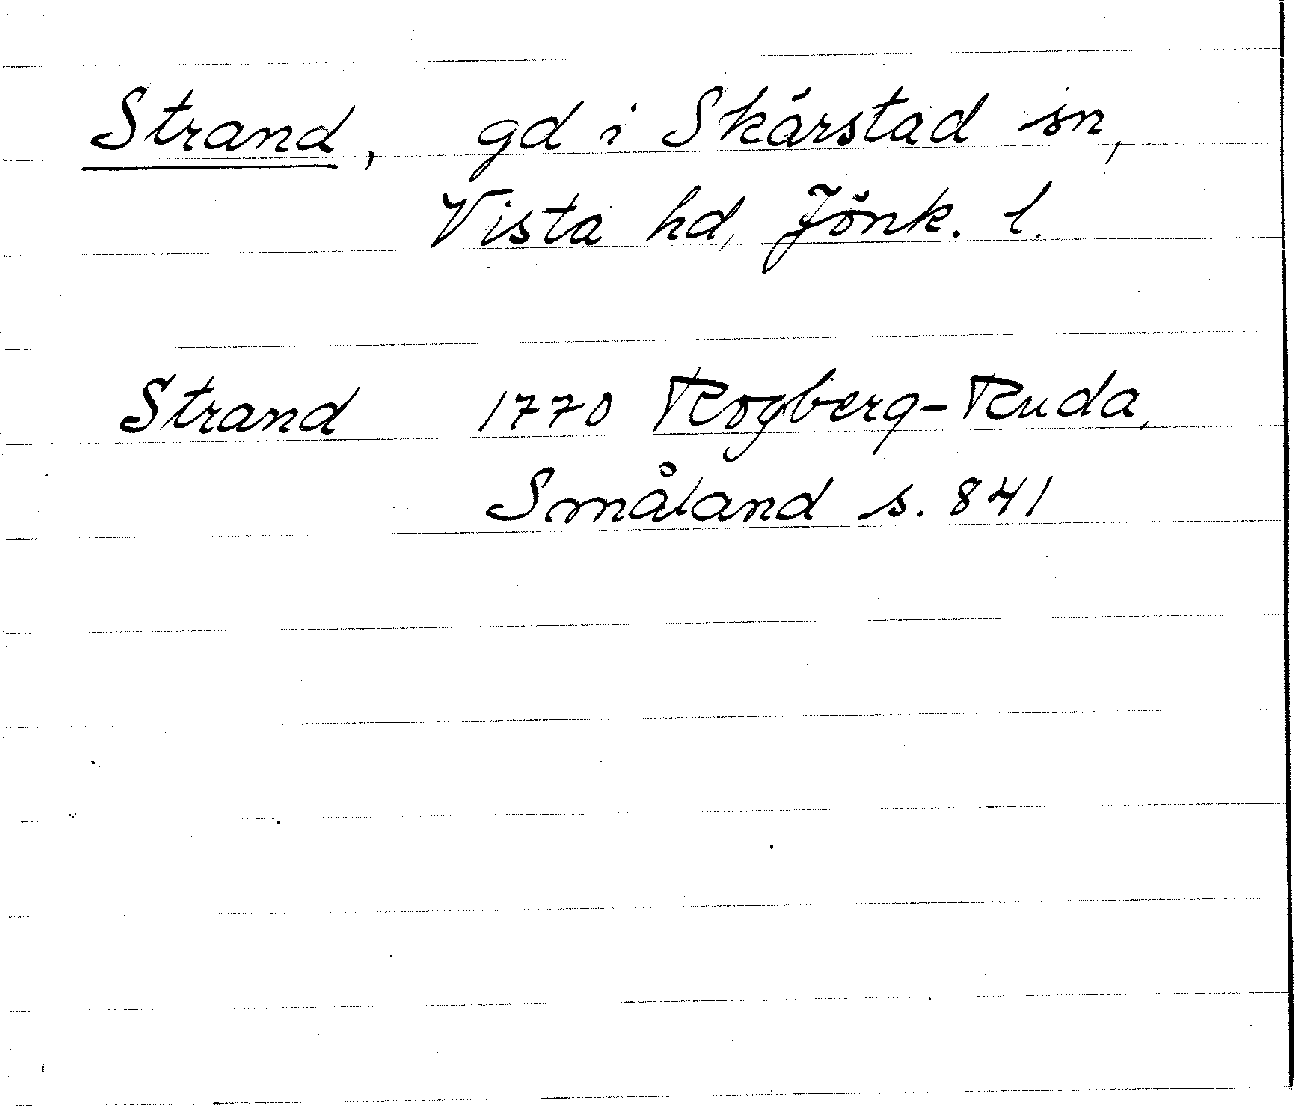 Strand, gd i Skärstad sn,
Vista hd, Jönk. l.
Strand 1770 Rogberg-Ruda,
Småland s. 841